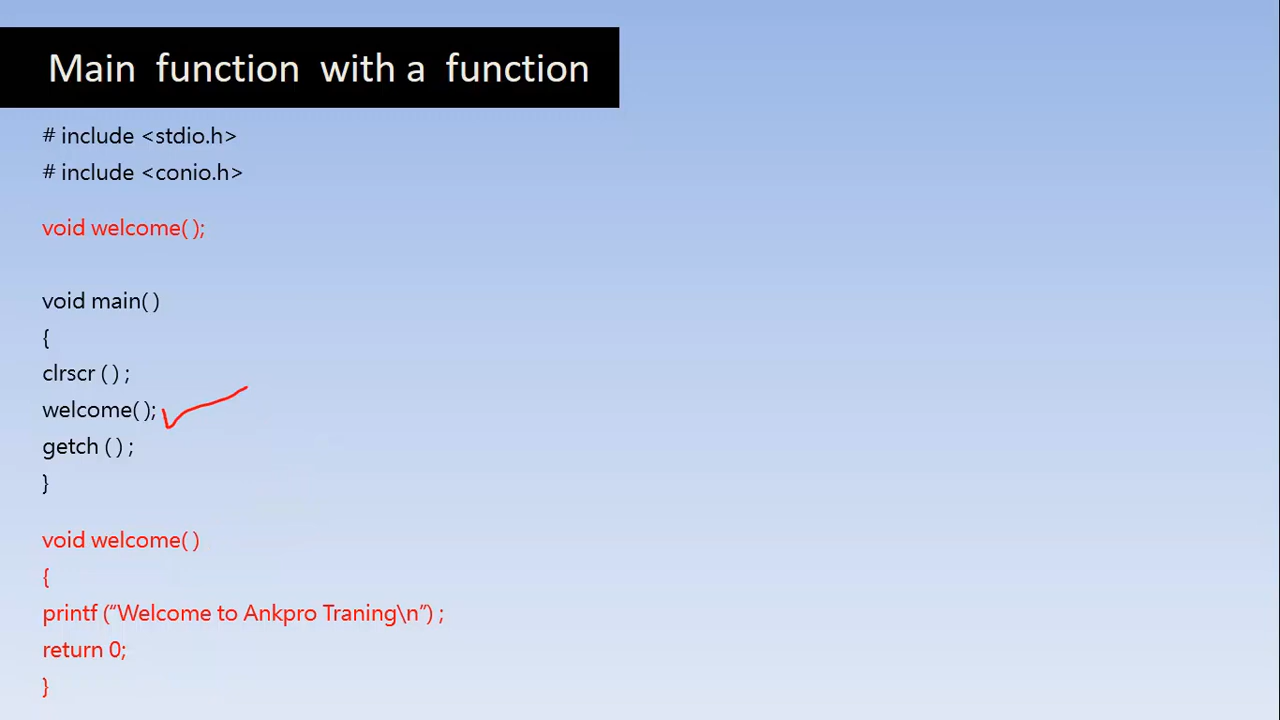 Main function with a function
# include <stdio.h>
# include <conio.h>
void welcome( );
void main( )
{
clrscr ( ) ;
welcome( );
getch ( ) ;
}
void welcome( )
{
printf (“Welcome to Ankpro Traning\n”) ;
return 0;
}